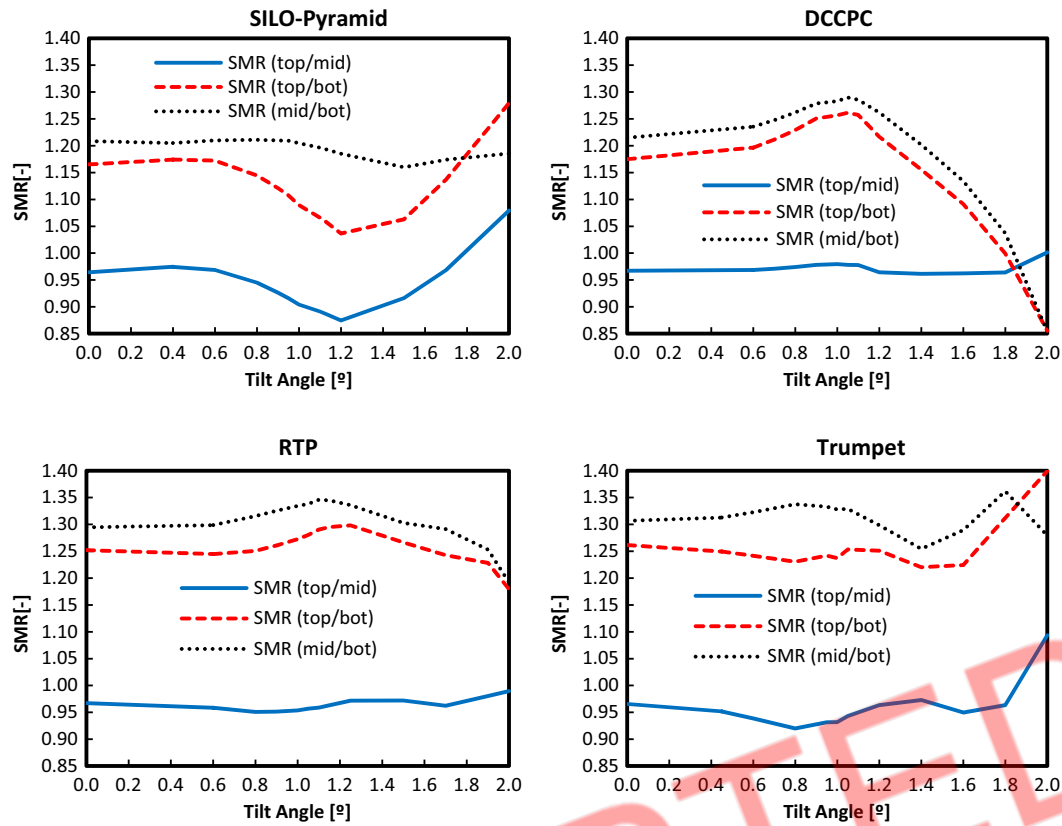 SILO-Pyramid
1.40
1.35
1.30
1.25
1.20
1.15
1.10
1.05
1.00
0.95
0.90
0.85
SMR[-]
SMR (top/mid)
SMR (top/bot)
SMR (mid/bot)
0.0 0.2 0.4 0.6 0.8 1.0 1.2 1.4 1.6 1.8 2.0
Tilt Angle [º]
DCCPC
1.40
1.35
1.30
1.25
1.20
1.15
1.10
1.05
1.00
0.95
0.90
0.85
SMR[-]
SMR (top/mid)
SMR (top/bot)
SMR (mid/bot)
0.0 0.2 0.4 0.6 0.8 1.0 1.2 1.4 1.6 1.8 2.0
Tilt Angle [º]
RTP
1.40
1.35
1.30
1.25
1.20
1.15
1.10
1.05
1.00
0.95
0.90
0.85
SMR[-]
SMR (top/mid)
SMR (top/bot)
SMR (mid/bot)
0.0 0.2 0.4 0.6 0.8 1.0 1.2 1.4 1.6 1.8 2.0
Tilt Angle [º]
Trumpet
1.40
1.35
1.30
1.25
1.20
1.15
1.10
1.05
1.00
0.95
0.90
0.85
SMR[-]
SMR (top/mid)
SMR (top/bot)
SMR (mid/bot)
0.0 0.2 0.4 0.6 0.8 1.0 1.2 1.4 1.6 1.8 2.0
Tilt Angle [º]